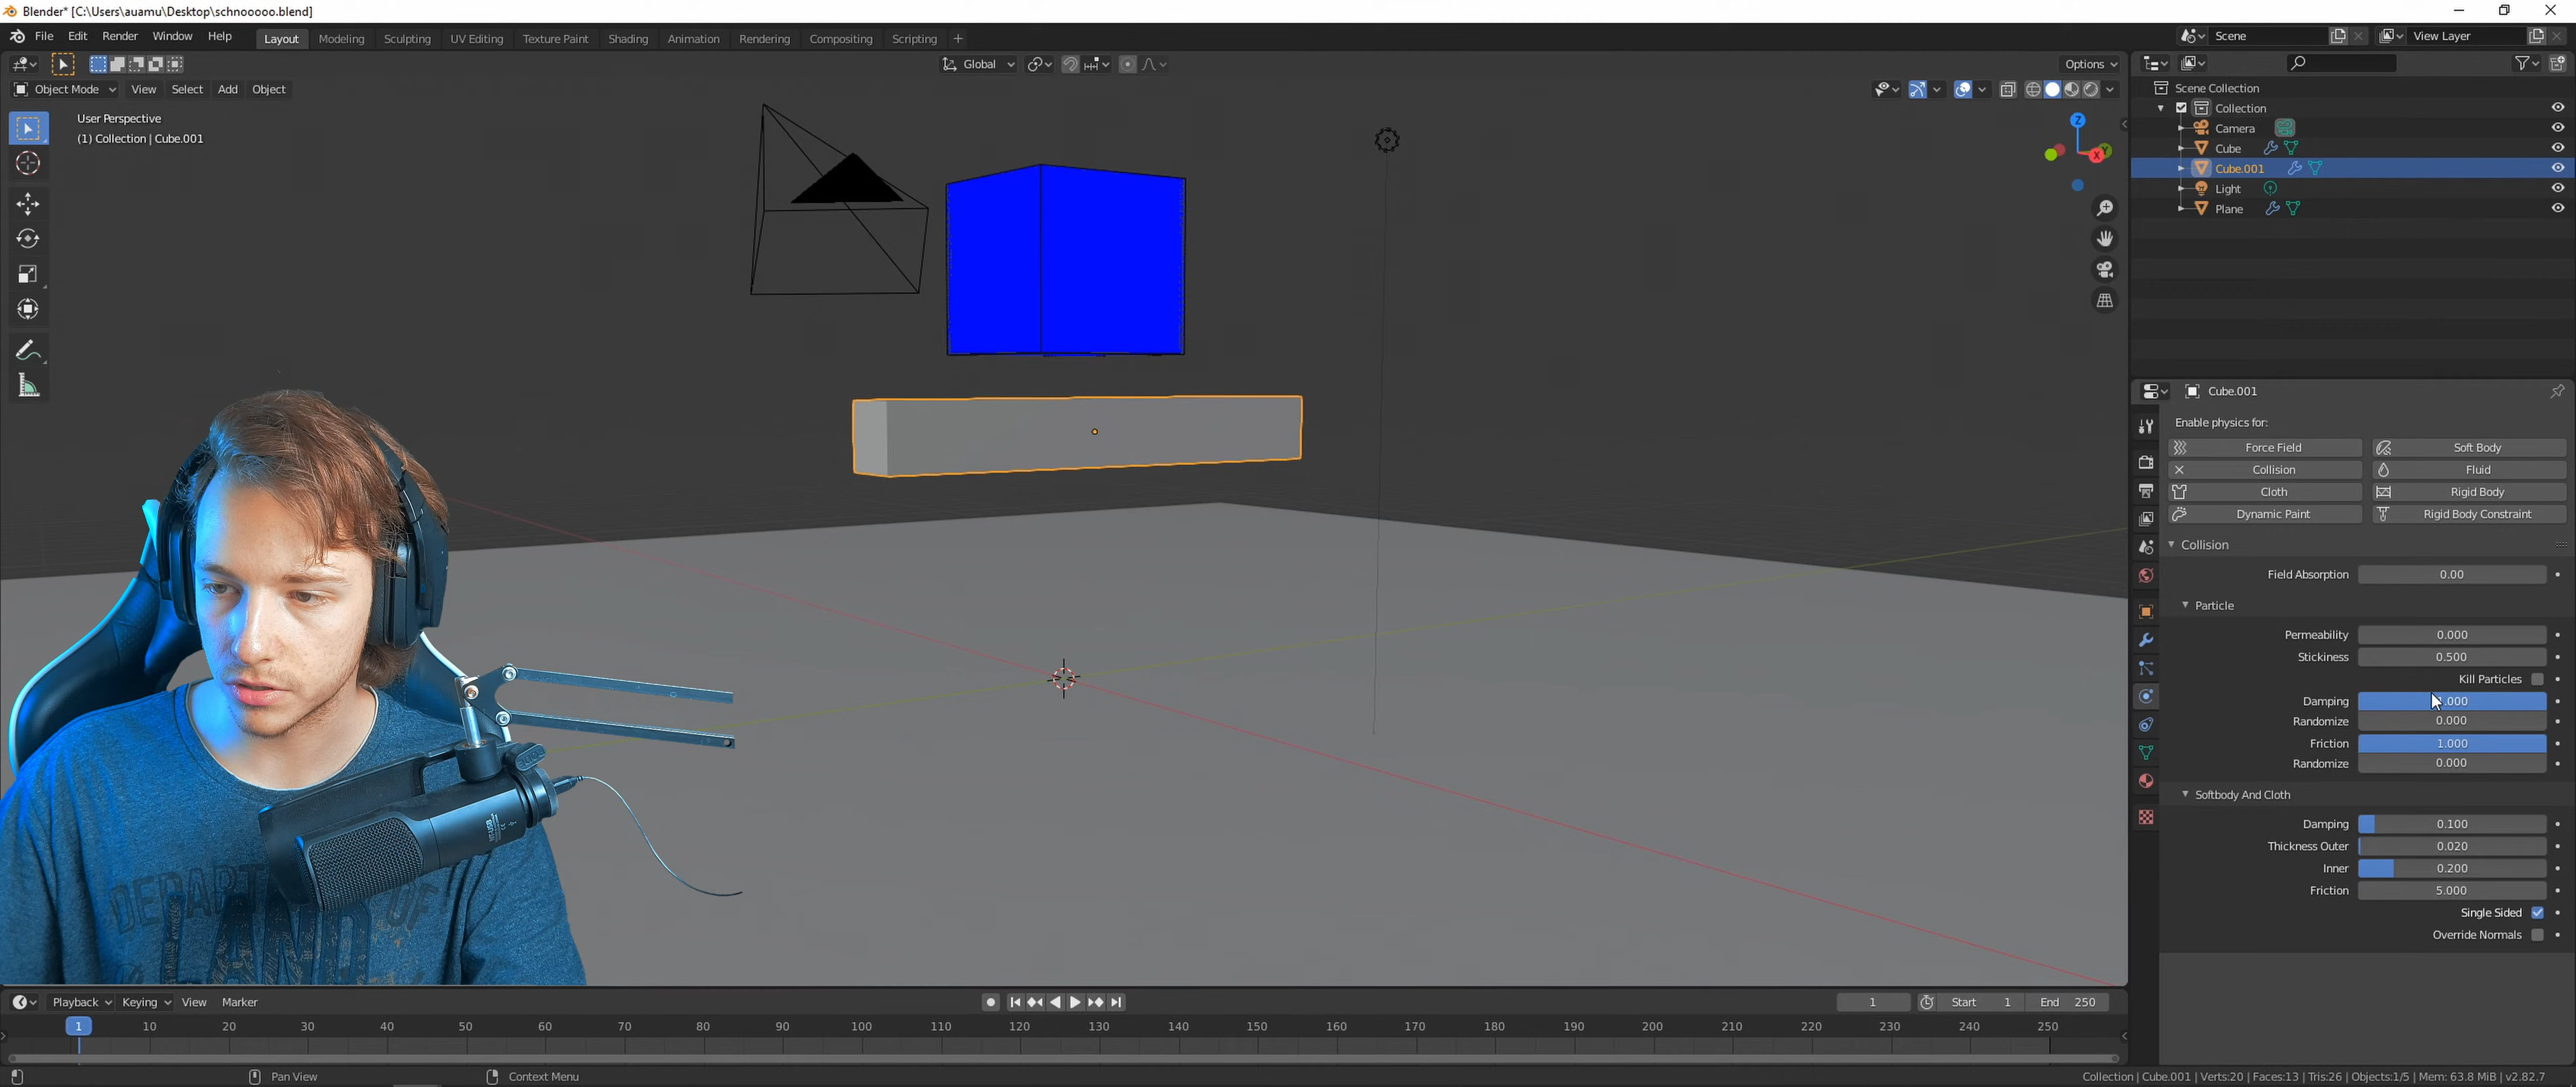 Blender* [C:\Users\auamu\Desktop\schnooooo.blend]
File Edit Render Window Help Layout Modeling Sculpting UV Editing Texture Paint Shading Animation Rendering Compositing Scripting + Scene View Layer
Global Options
Object Mode View Select Add Object
User Perspective
(1) Collection | Cube.001
Z
Y
X
Scene Collection
Collection
Camera
Cube
Cube.001
Light
Plane
Cube.001
Enable physics for:
Force Field Soft Body
Collision Fluid
Cloth Rigid Body
Dynamic Paint Rigid Body Constraint
Collision
Field Absorption 0.00
Particle
Permeability 0.000
Stickiness 0.500
Kill Particles
Damping .000
Randomize 0.000
Friction 1.000
Randomize 0.000
Softbody And Cloth
Damping 0.100
Thickness Outer 0.020
Inner 0.200
Friction 5.000
Single Sided
Override Normals
DEPARTMENT OF
LAND
Playback Keying View Marker 1 Start 1 End 250
1 10 20 30 40 50 60 70 80 90 100 110 120 130 140 150 160 170 180 190 200 210 220 230 240 250
Pan View Context Menu Collection | Cube.001 | Verts:20 | Faces:13 | Tris:26 | Objects:1/5 | Mem: 63.8 MiB | v2.82.7